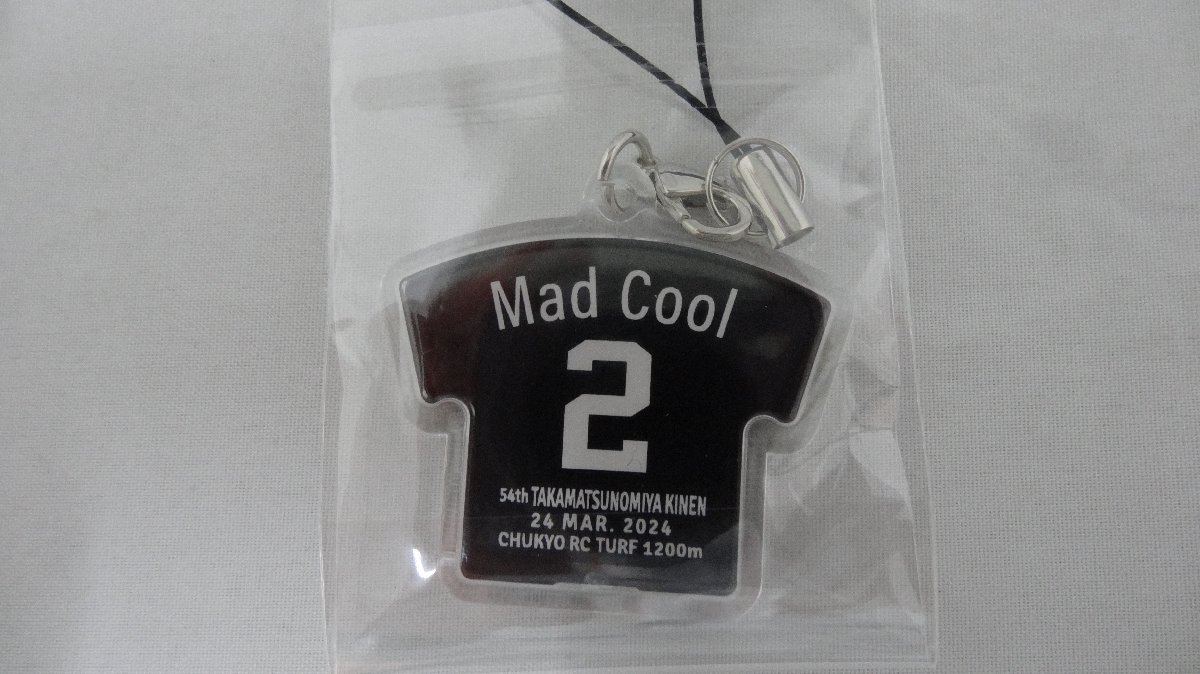 Mad Cool
2
54th TAKAMATSUNOMIYA KINEN
24 MAR. 2024
CHUKYO RC TURF 1200m